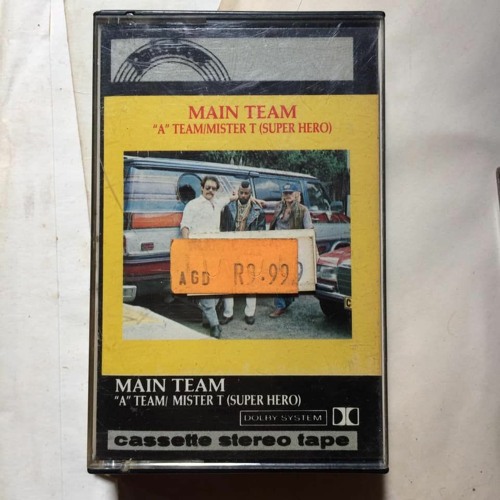 MAIN TEAM
"A" TEAM/MISTER T (SUPER HERO)
AGD R9.99
9
MAIN TEAM
"A" TEAM/ MISTER T (SUPER HERO)
DOLBY SYSTEM
cassette stereo tape